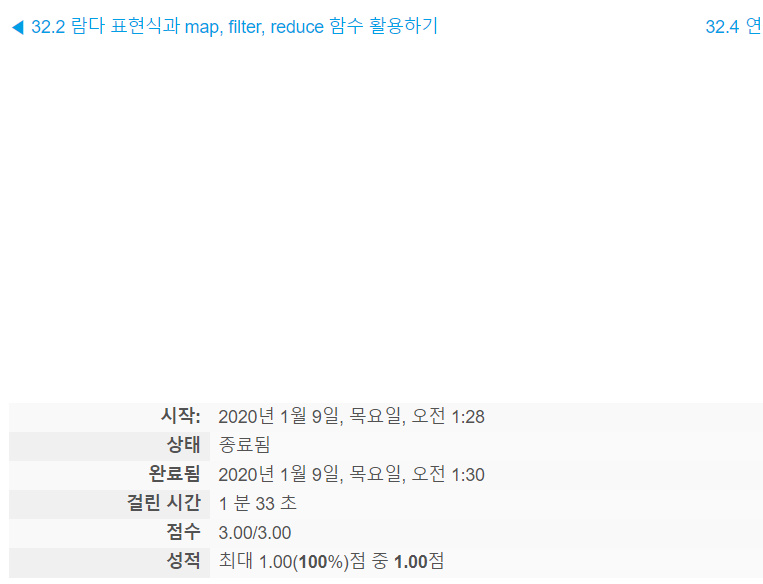 ◀ 32.2 람다 표현식과 map, filter, reduce 함수 활용하기
32.4 연
시작: 2020년 1월 9일, 목요일, 오전 1:28
상태 종료됨
완료됨 2020년 1월 9일, 목요일, 오전 1:30
걸린 시간 1 분 33 초
점수 3.00/3.00
성적 최대 1.00(100%)점 중 1.00점